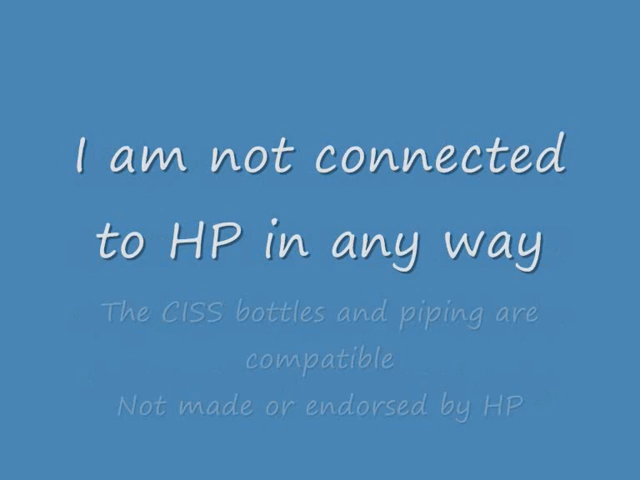 I am not connected
to HP in any way
The CISS bottles and piping are
compatible
Not made or endorsed by HP